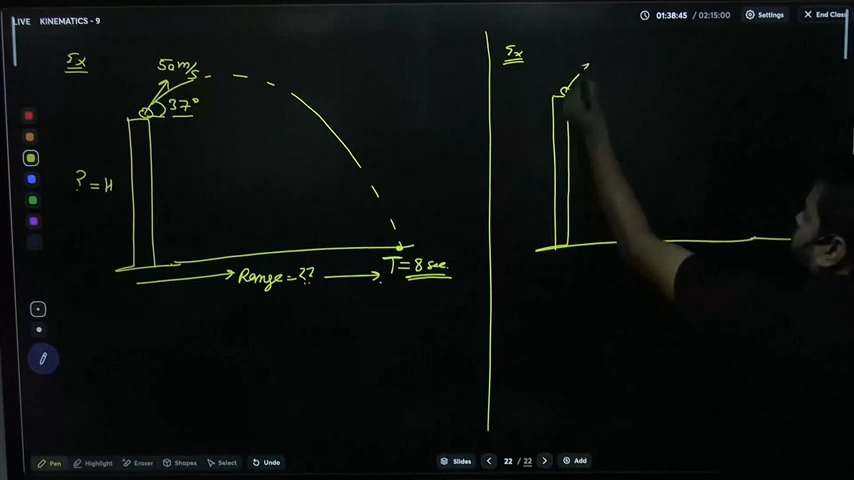 LIVE KINEMATICS - 9
01:38:45 / 02:15:00
Settings
End Class
Ex
50m/s
37°
? = H
Range = ??
T = 8 sec.
Ex
Pen
Highlight
Eraser
Shapes
Select
Undo
Slides
22 / 22
Add